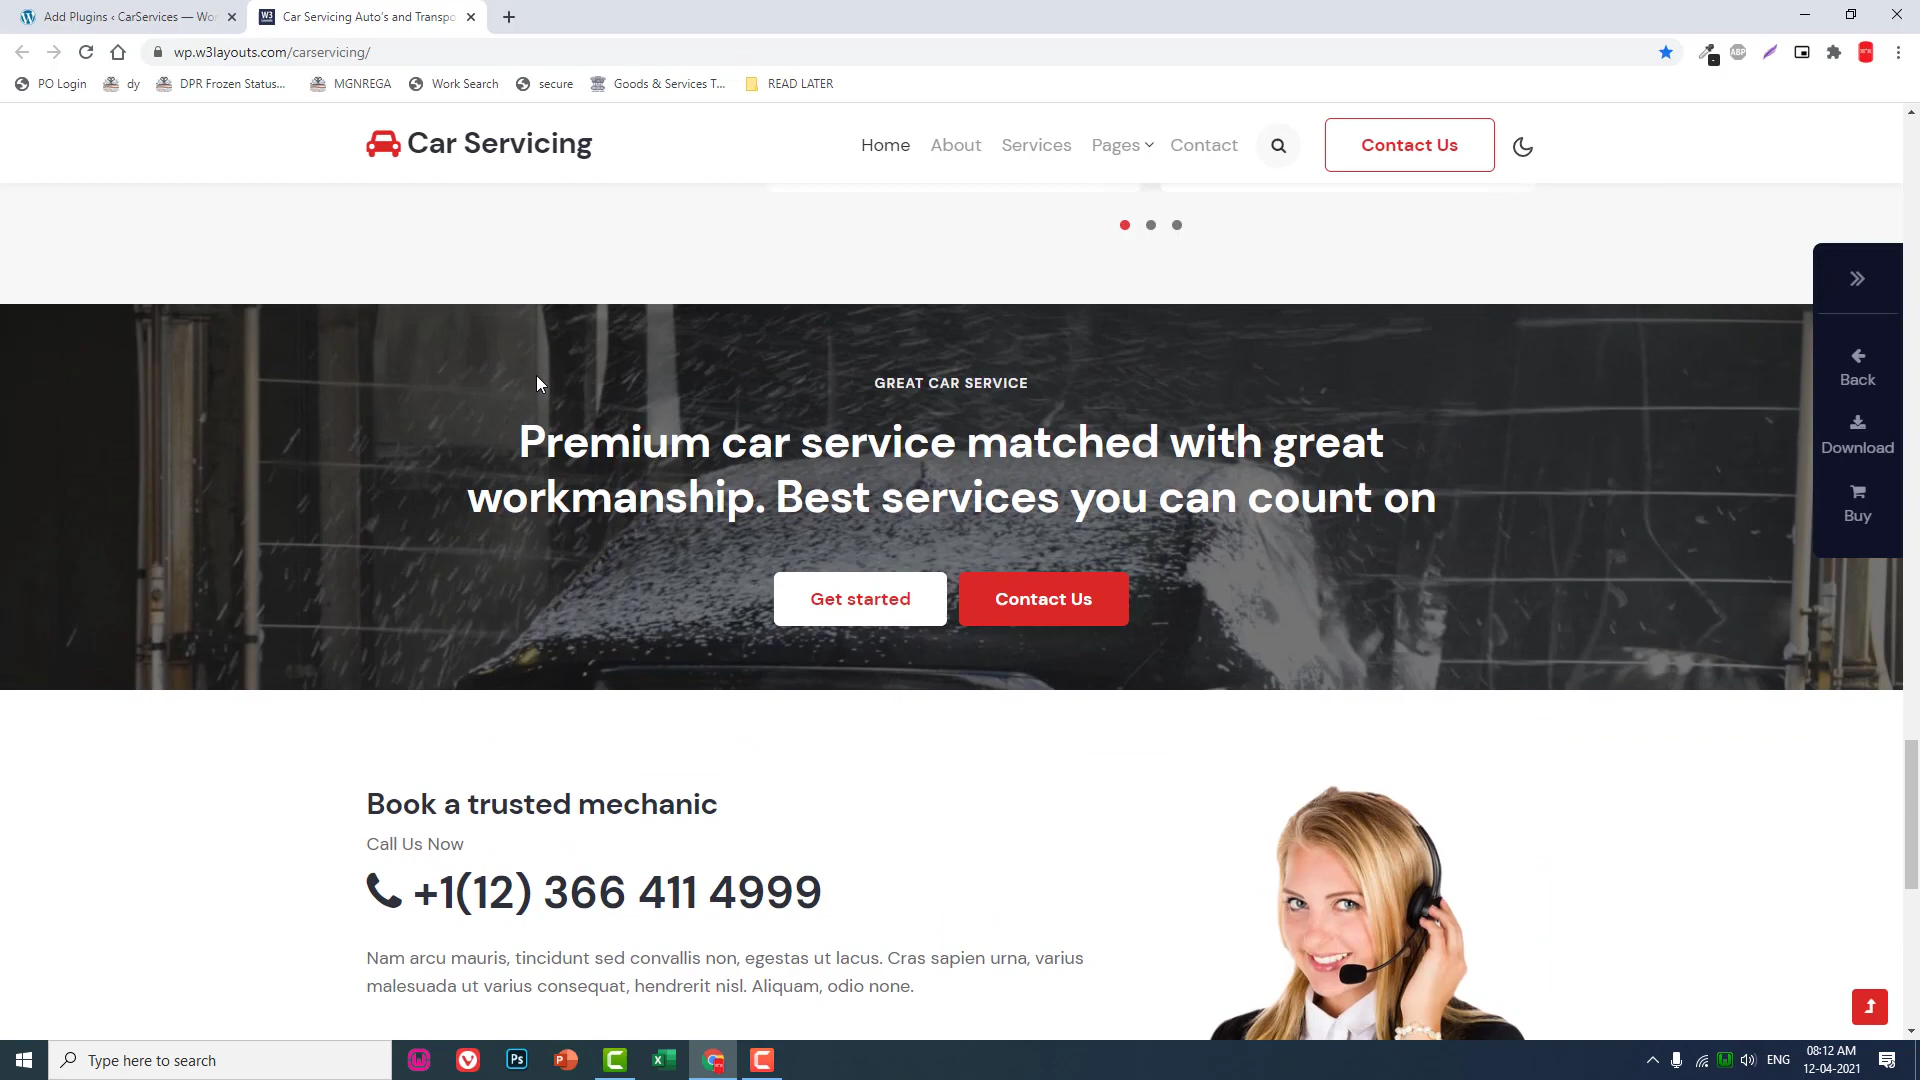 Add Plugins ‹ CarServices — Wor
Car Servicing Auto's and Transpo
wp.w3layouts.com/carservicing/
PO Login
dy
DPR Frozen Status...
MGNREGA
Work Search
secure
Goods & Services T...
READ LATER
Car Servicing
Home
About
Services
Pages
Contact
Contact Us
Back
Download
Buy
GREAT CAR SERVICE
Premium car service matched with great
workmanship. Best services you can count on
Get started
Contact Us
Book a trusted mechanic
Call Us Now
+1(12) 366 411 4999
Nam arcu mauris, tincidunt sed convallis non, egestas ut lacus. Cras sapien urna, varius
malesuada ut varius consequat, hendrerit nisl. Aliquam, odio none.
Type here to search
ENG
08:12 AM
12-04-2021